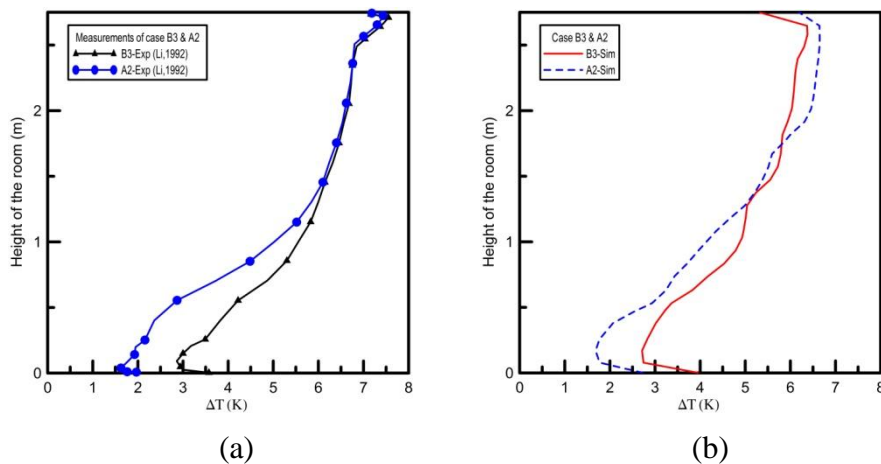 Measurements of case B3 & A2
B3-Exp (Li,1992)
A2-Exp (Li,1992)
Height of the room (m)
2
1
0
0 1 2 3 4 5 6 7 8
ΔT (K)
(a)
Case B3 & A2
B3-Sim
A2-Sim
Height of the room (m)
2
1
0
0 1 2 3 4 5 6 7 8
ΔT (K)
(b)